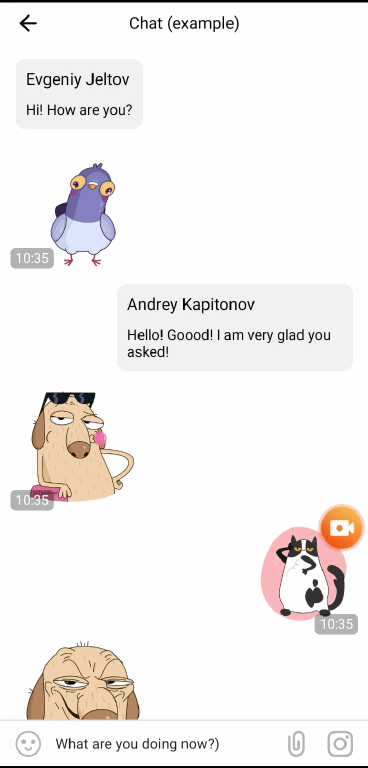 Chat (example)
Evgeniy Jeltov
Hi! How are you?
10:35
Andrey Kapitonov
Hello! Goood! I am very glad you
asked!
10:35
10:35
What are you doing now?)